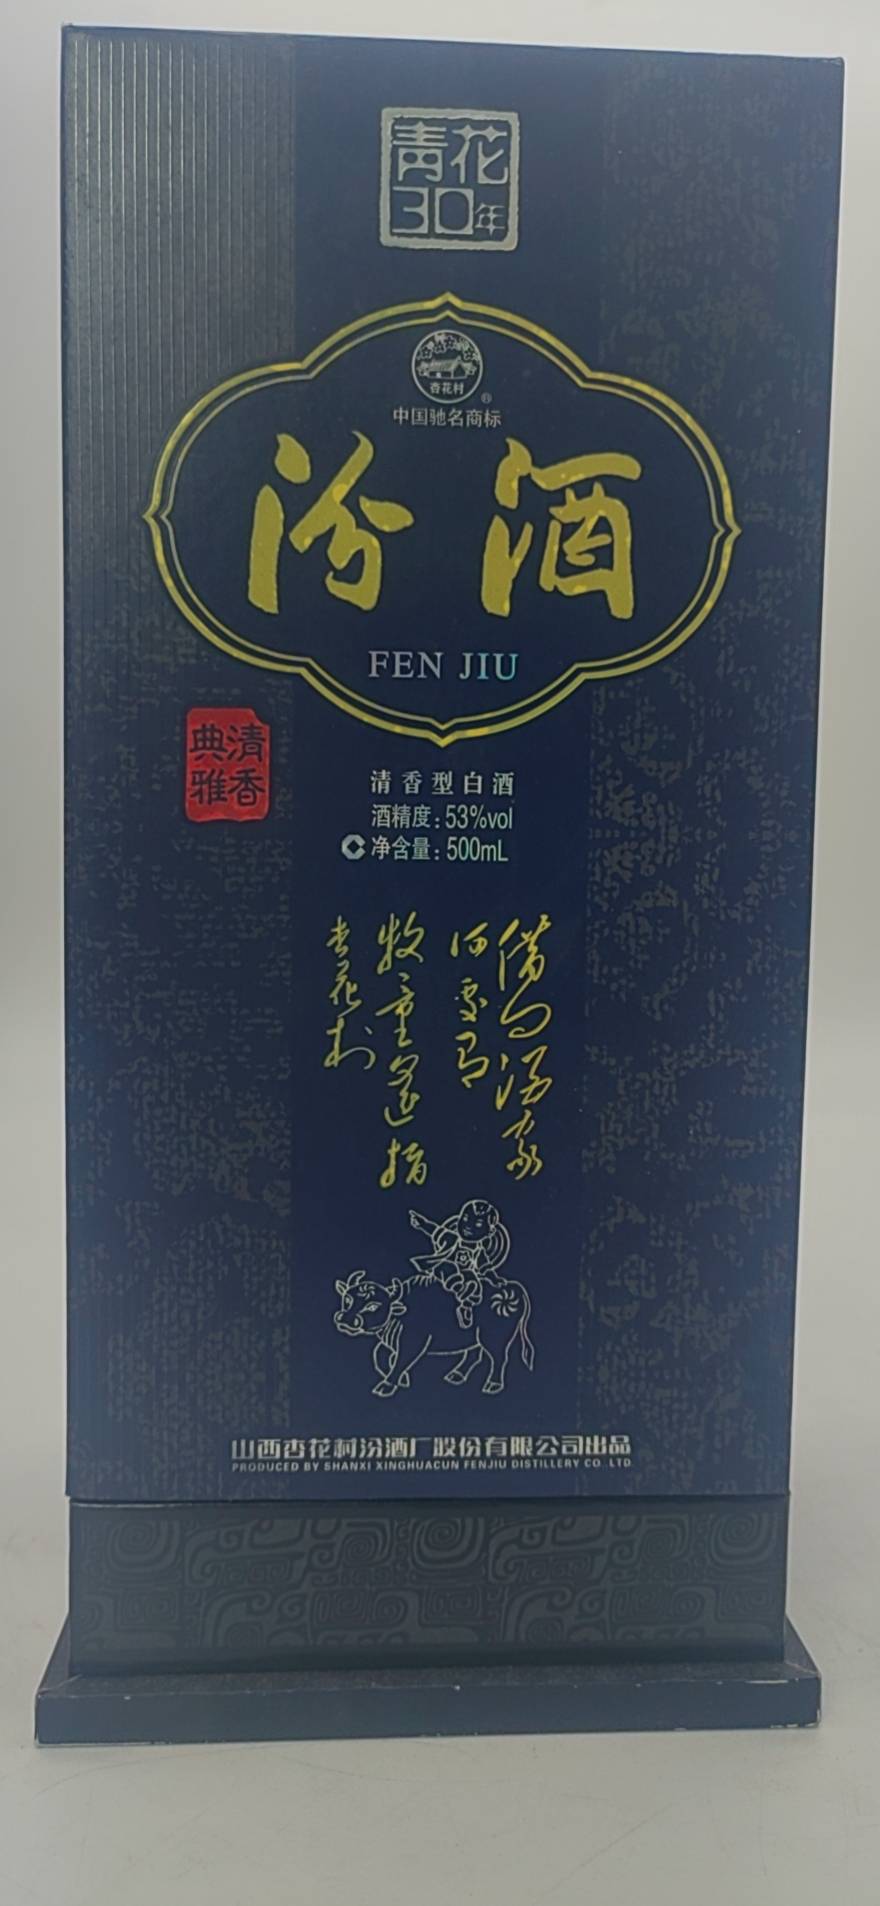 青花
30年
杏花村
®
中国驰名商标
汾酒
FEN JIU
清香
典雅
清香型白酒
酒精度:53%vol
净含量:500mL
借问酒家
何处有
牧童遥指
杏花村
山西杏花村汾酒厂股份有限公司出品
PRODUCED BY SHANXI XINGHUACUN FENJIU DISTILLERY CO.,LTD.